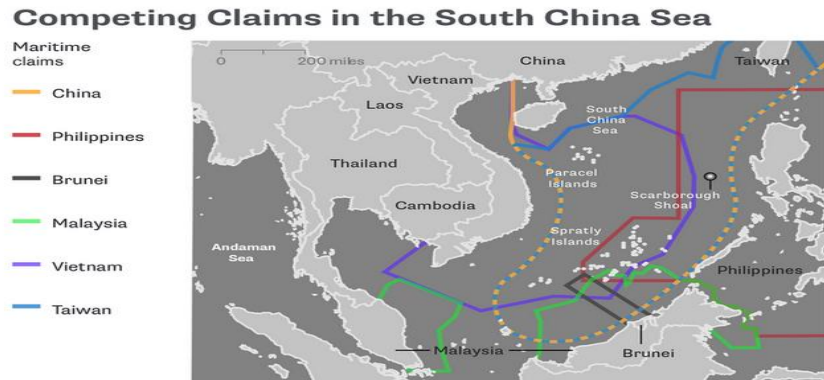 Competing Claims in the South China Sea
Maritime
claims
China
Philippines
Brunei
Malaysia
Vietnam
Taiwan
0
200 miles
China
Taiwan
Vietnam
Laos
South
China
Sea
Thailand
Paracel
Islands
Scarborough
Shoal
Cambodia
Spratly
Islands
Andaman
Sea
Philippines
Malaysia
Brunei